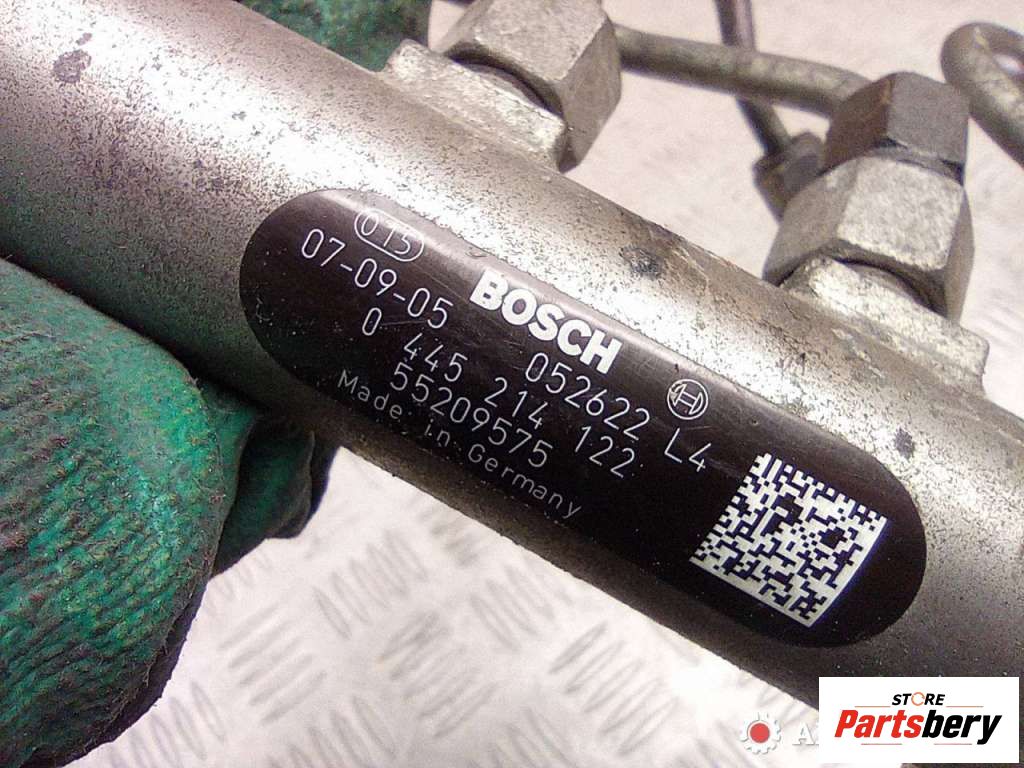 015
BOSCH
07-09-05 052622 L4
0 445 214 122
55209575
Made in Germany
STORE
Partsbery